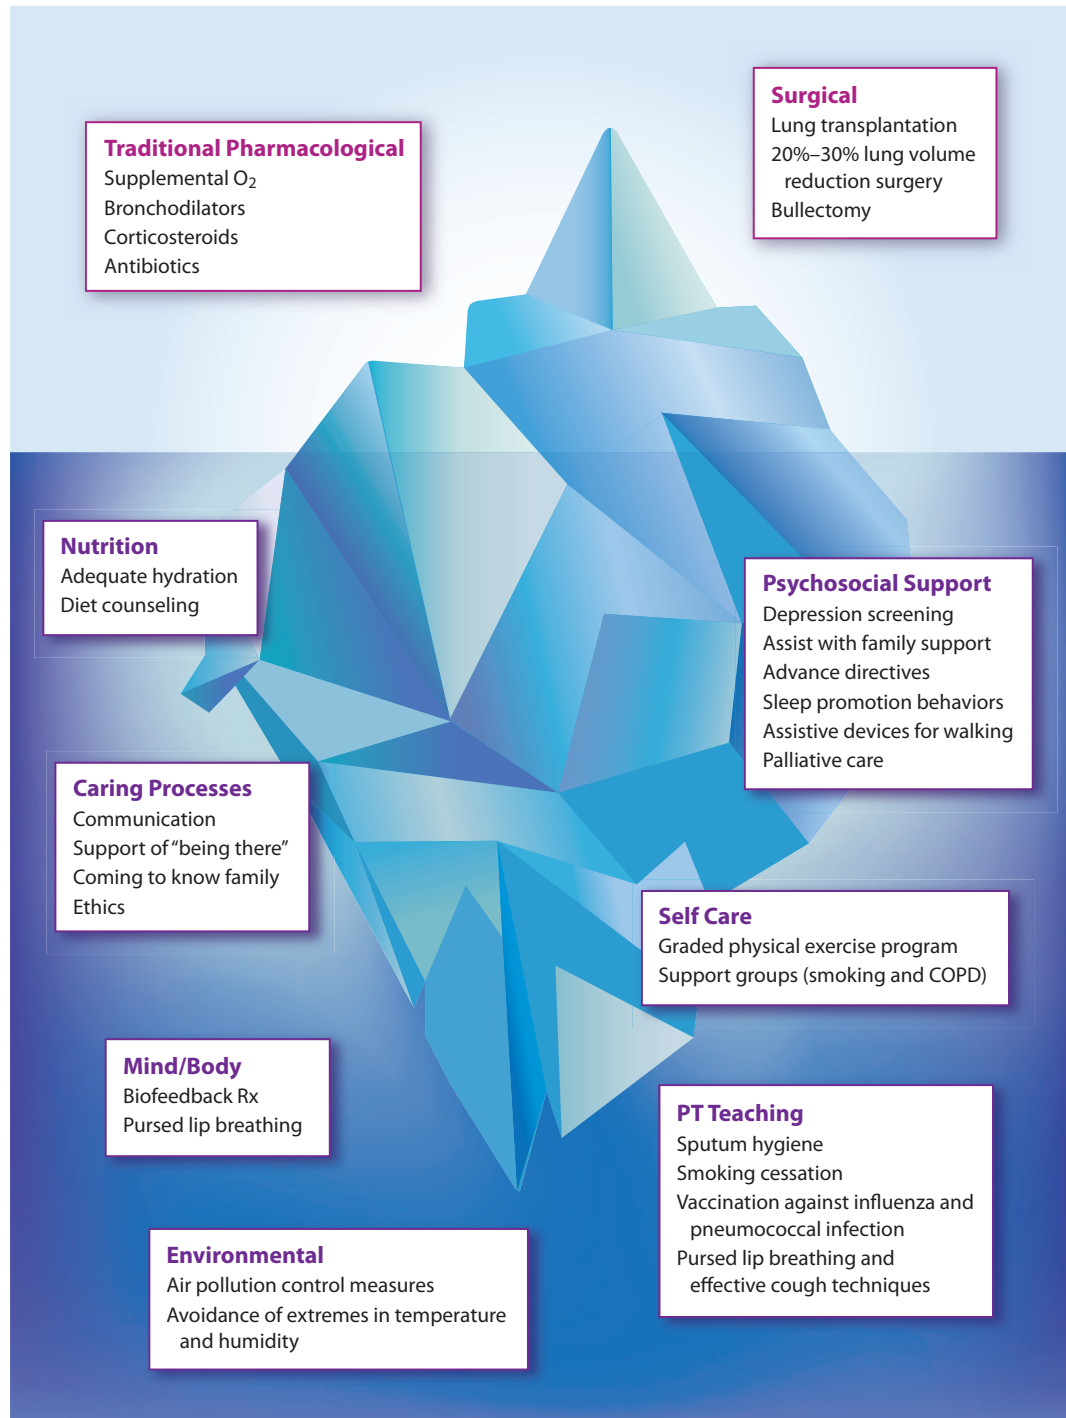 Traditional Pharmacological
Supplemental O₂
Bronchodilators
Corticosteroids
Antibiotics
Surgical
Lung transplantation
20%–30% lung volume
reduction surgery
Bullectomy
Nutrition
Adequate hydration
Diet counseling
Psychosocial Support
Depression screening
Assist with family support
Advance directives
Sleep promotion behaviors
Assistive devices for walking
Palliative care
Caring Processes
Communication
Support of “being there”
Coming to know family
Ethics
Self Care
Graded physical exercise program
Support groups (smoking and COPD)
Mind/Body
Biofeedback Rx
Pursed lip breathing
PT Teaching
Sputum hygiene
Smoking cessation
Vaccination against influenza and
pneumococcal infection
Pursed lip breathing and
effective cough techniques
Environmental
Air pollution control measures
Avoidance of extremes in temperature
and humidity